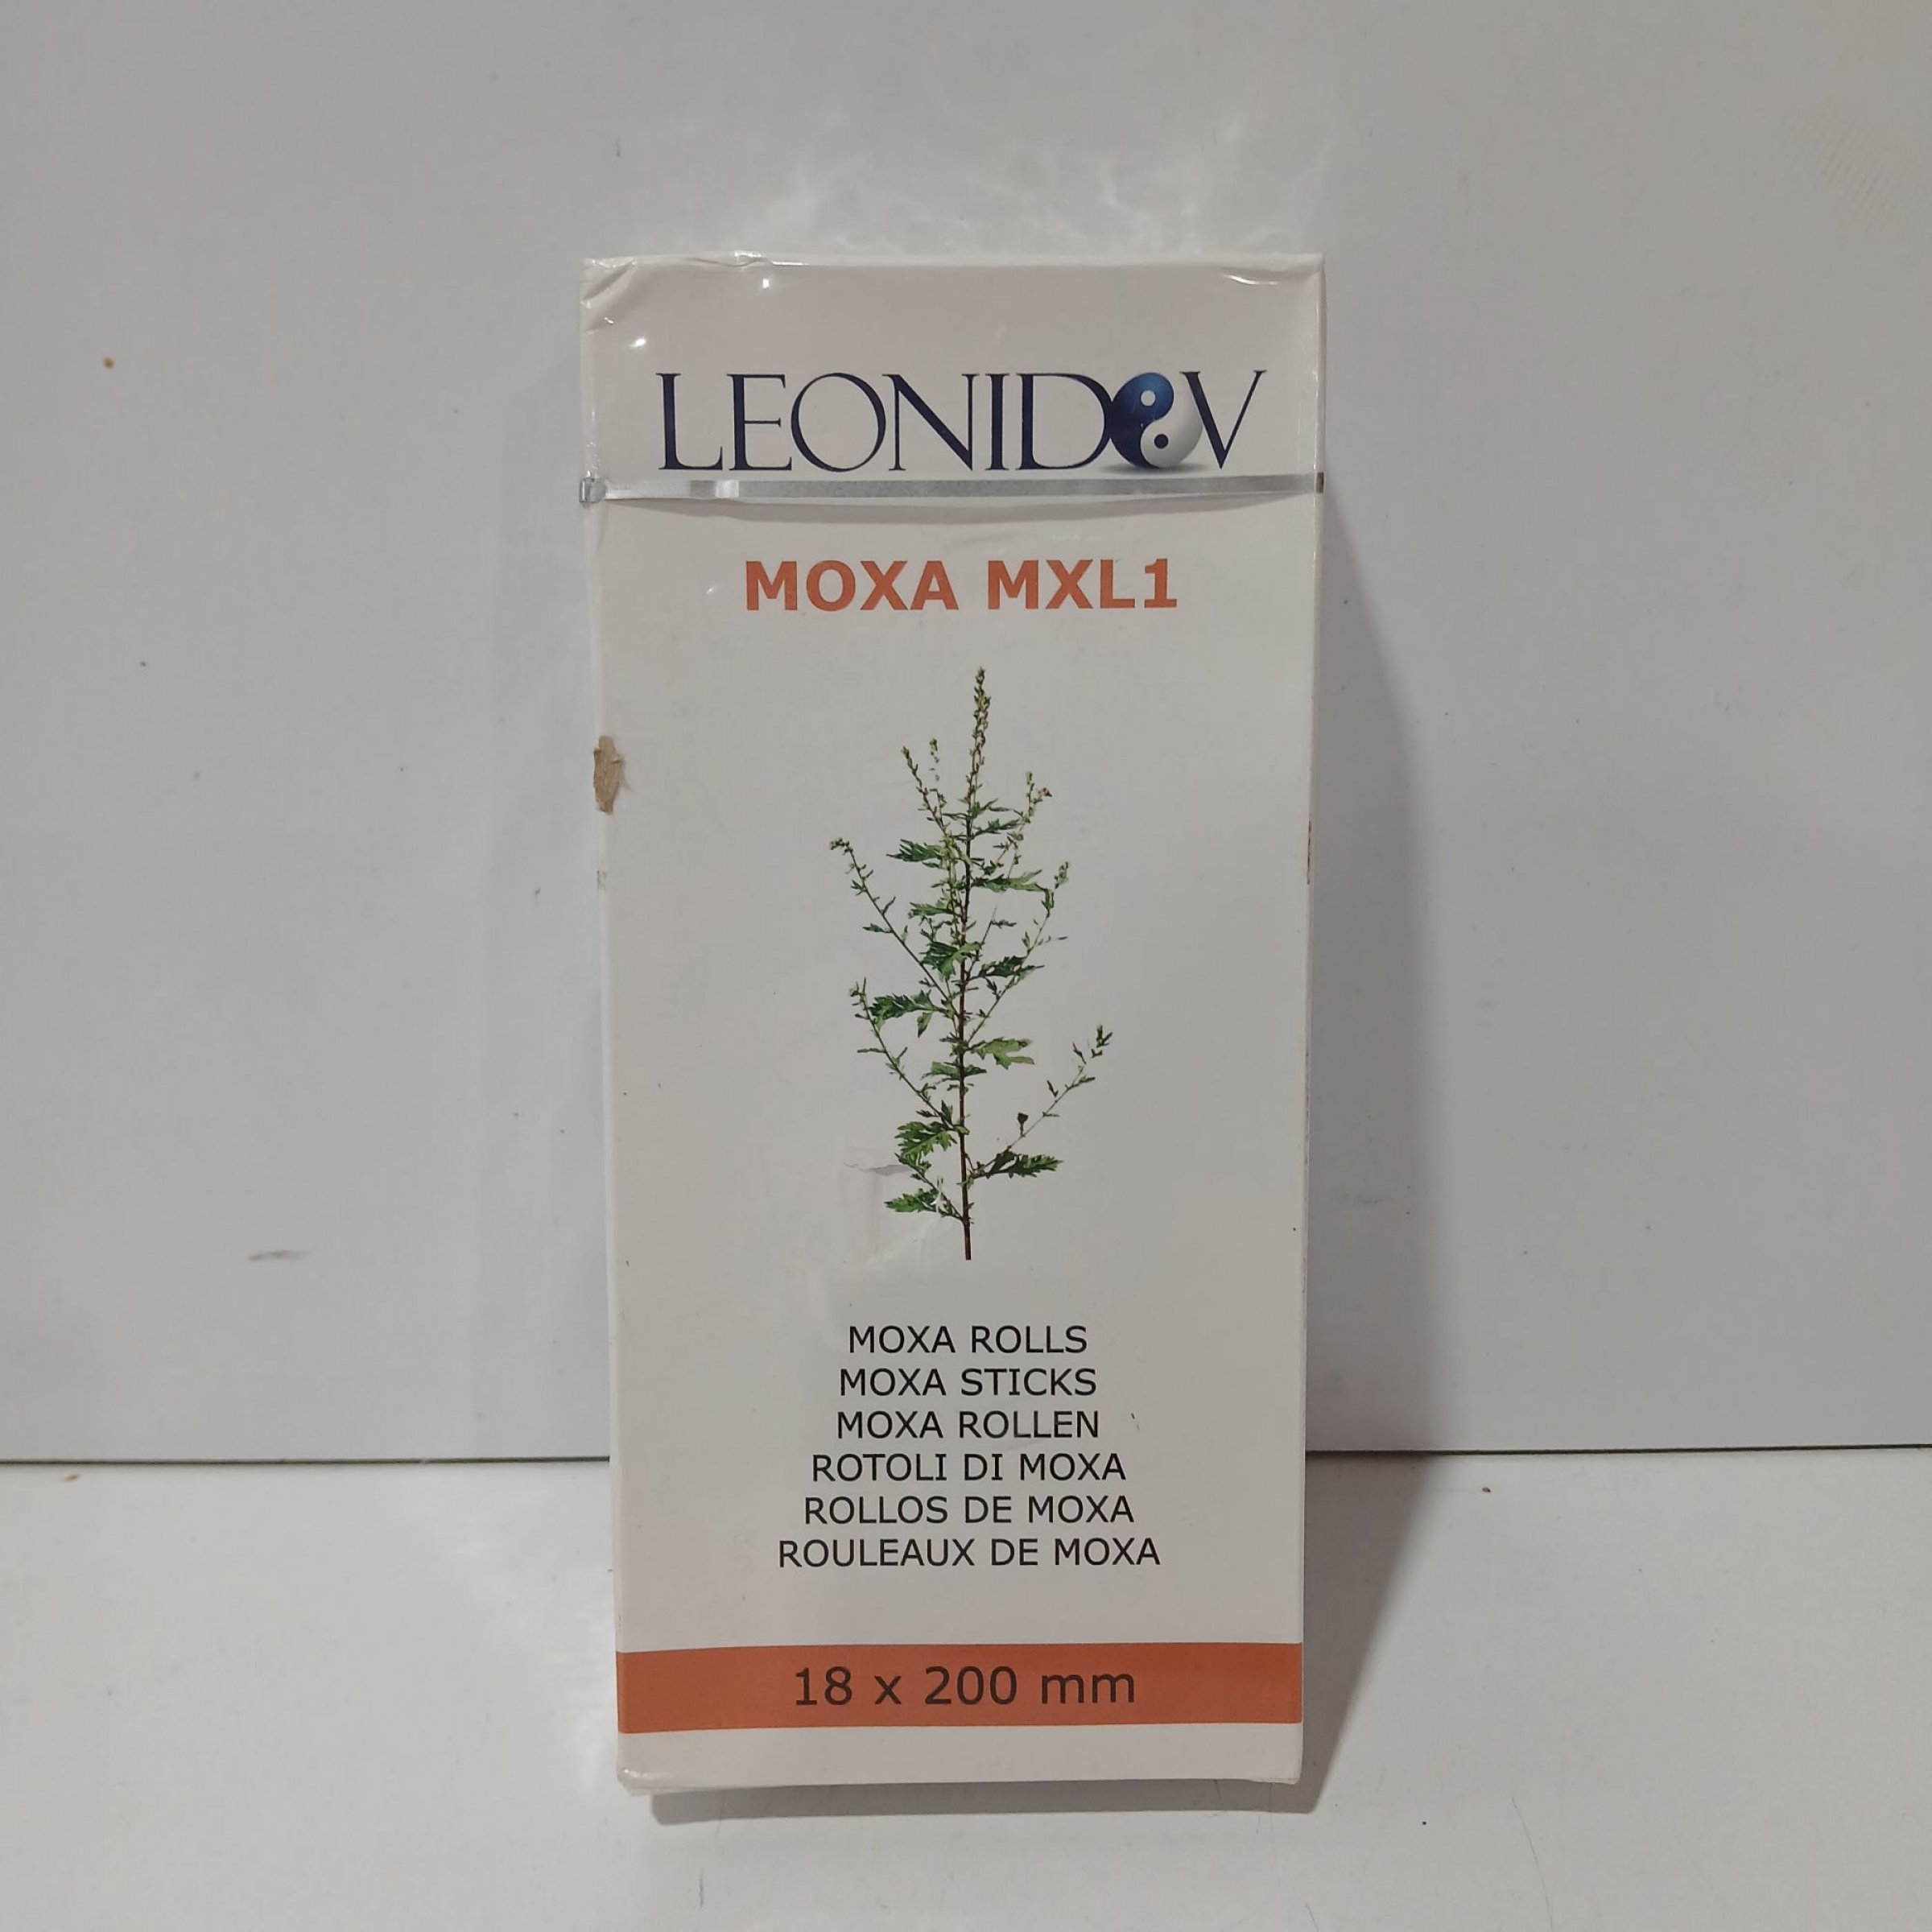 LEONIDOV
MOXA MXL1
MOXA ROLLS
MOXA STICKS
MOXA ROLLEN
ROTOLI DI MOXA
ROLLOS DE MOXA
ROULEAUX DE MOXA
18 x 200 mm